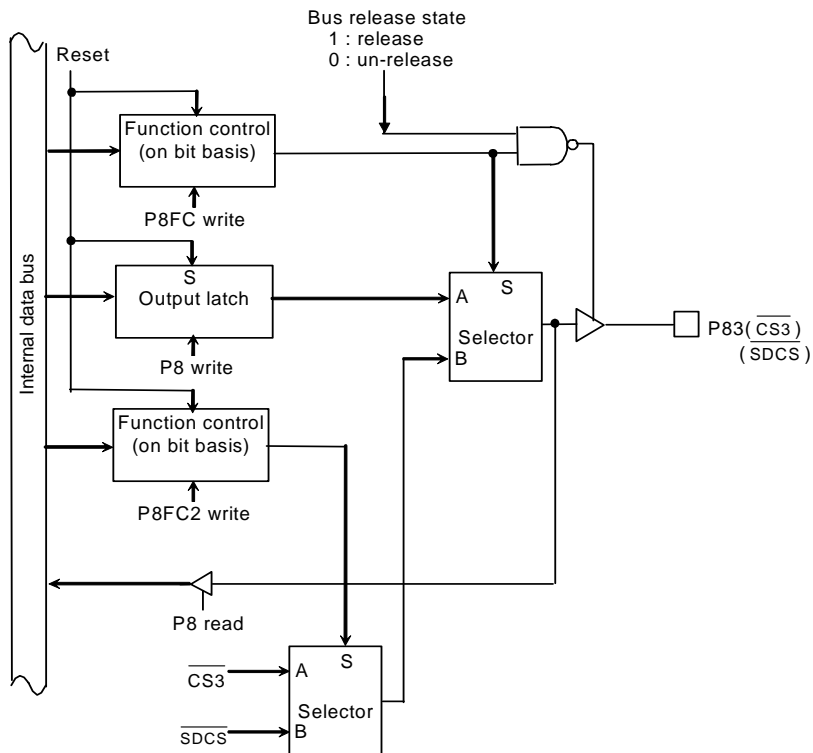 Bus release state
1 : release
0 : un-release
Reset
Function control
(on bit basis)
P8FC write
S
Output latch
P8 write
A
S
Selector
B
P83(CS3)
(SDCS)
Internal data bus
Function control
(on bit basis)
P8FC2 write
P8 read
S
CS3
A
Selector
SDCS
B